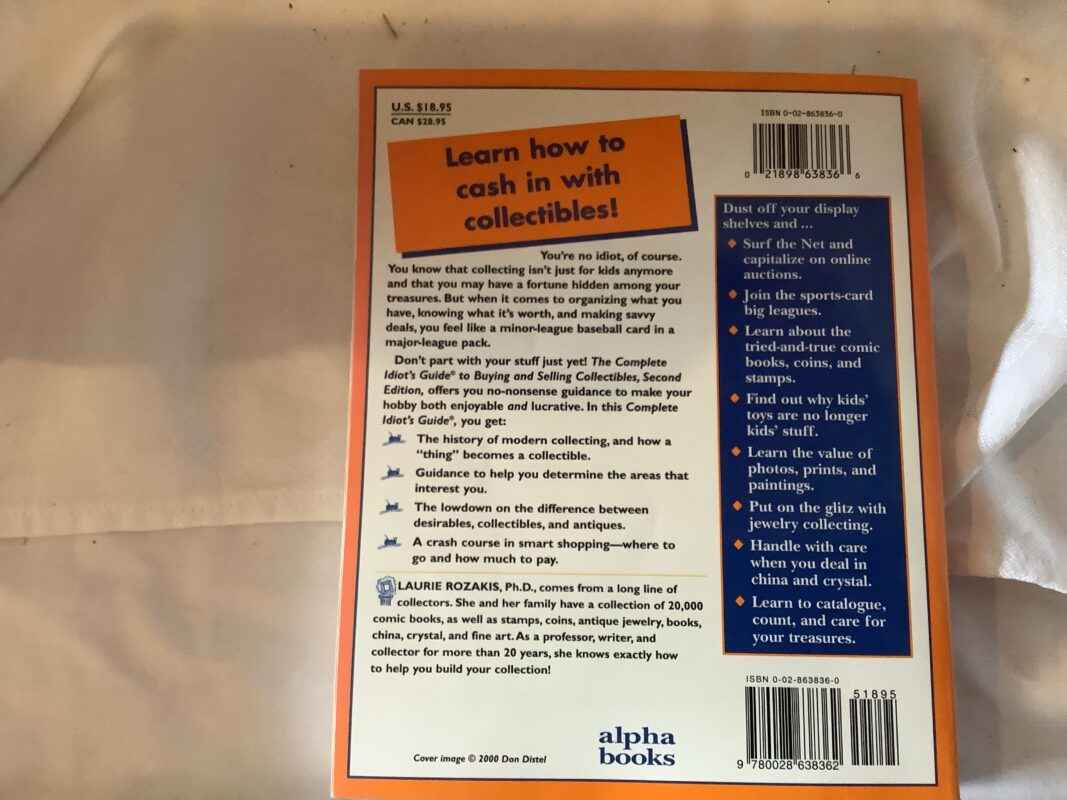 U.S. $18.95
CAN $28.95
Learn how to
cash in with
collectibles!
You're no idiot, of course.
You know that collecting isn't just for kids anymore
and that you may have a fortune hidden among your
treasures. But when it comes to organizing what you
have, knowing what it's worth, and making savvy
deals, you feel like a minor-league baseball card in a
major-league pack.
Don't part with your stuff just yet! The Complete
Idiot's Guide® to Buying and Selling Collectibles, Second
Edition, offers you no-nonsense guidance to make your
hobby both enjoyable and lucrative. In this Complete
Idiot's Guide®, you get:
The history of modern collecting, and how a
"thing" becomes a collectible.
Guidance to help you determine the areas that
interest you.
The lowdown on the difference between
desirables, collectibles, and antiques.
A crash course in smart shopping—where to
go and how much to pay.
LAURIE ROZAKIS, Ph.D., comes from a long line of
collectors. She and her family have a collection of 20,000
comic books, as well as stamps, coins, antique jewelry, books,
china, crystal, and fine art. As a professor, writer, and
collector for more than 20 years, she knows exactly how
to help you build your collection!
Cover image © 2000 Don Distel
alpha
books
ISBN 0-02-863836-0
0 21898 63836 6
Dust off your display
shelves and ...
◆ Surf the Net and
capitalize on online
auctions.
◆ Join the sports-card
big leagues.
◆ Learn about the
tried-and-true comic
books, coins, and
stamps.
◆ Find out why kids'
toys are no longer
kids' stuff.
◆ Learn the value of
photos, prints, and
paintings.
◆ Put on the glitz with
jewelry collecting.
◆ Handle with care
when you deal in
china and crystal.
◆ Learn to catalogue,
count, and care for
your treasures.
ISBN 0-02-863836-0
51895
9 780028 638362